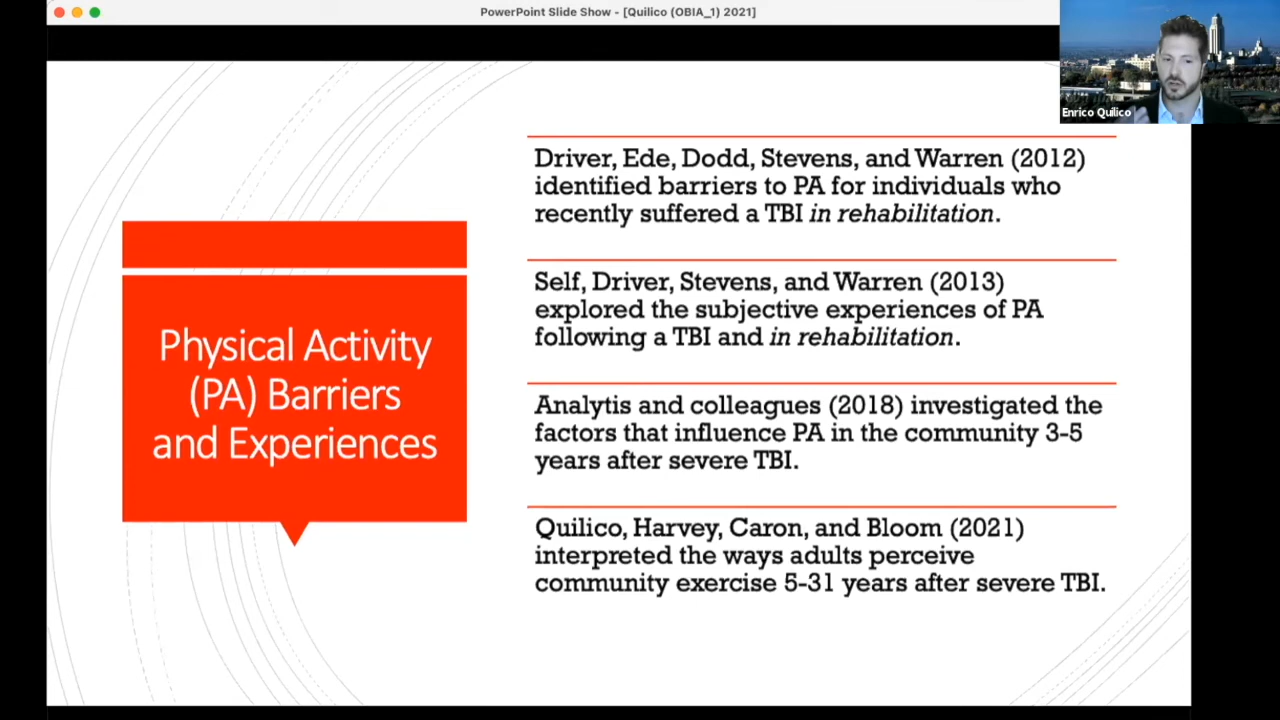 PowerPoint Slide Show - [Quilico (OBIA_1) 2021]
Enrico Quilico
Physical Activity
(PA) Barriers
and Experiences
Driver, Ede, Dodd, Stevens, and Warren (2012)
identified barriers to PA for individuals who
recently suffered a TBI in rehabilitation.
Self, Driver, Stevens, and Warren (2013)
explored the subjective experiences of PA
following a TBI and in rehabilitation.
Analytis and colleagues (2018) investigated the
factors that influence PA in the community 3-5
years after severe TBI.
Quilico, Harvey, Caron, and Bloom (2021)
interpreted the ways adults perceive
community exercise 5-31 years after severe TBI.